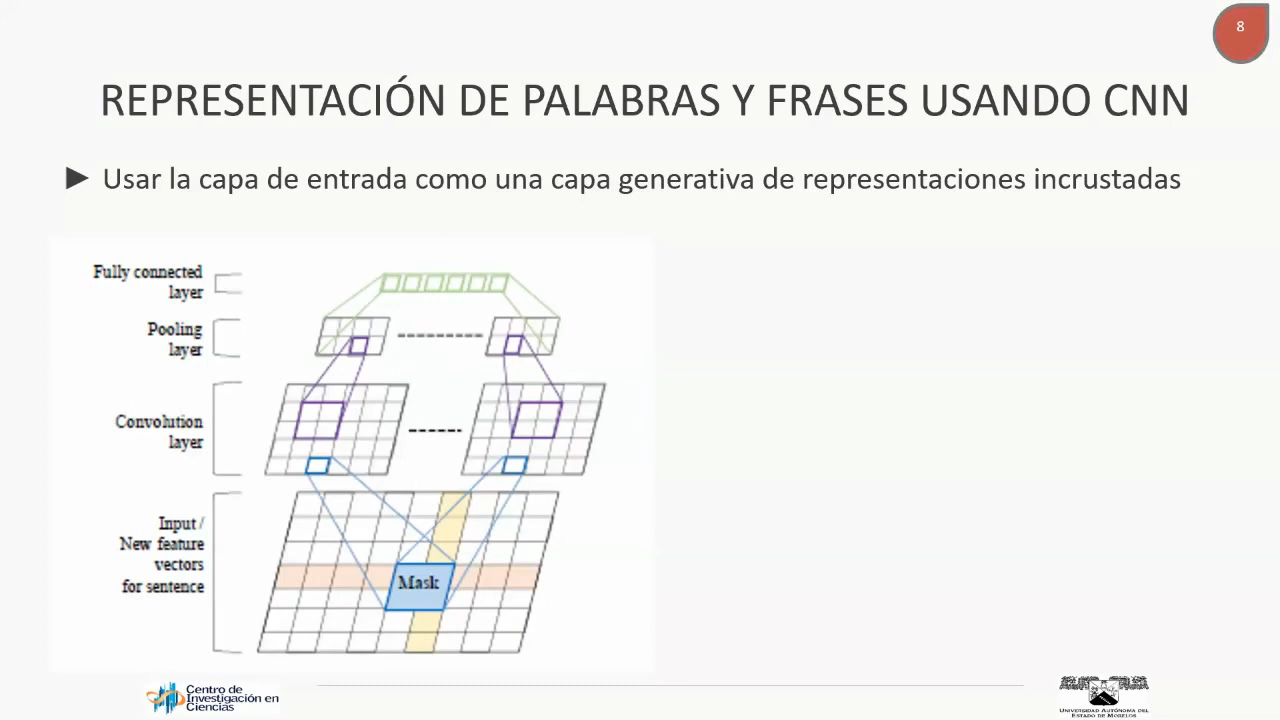 8
REPRESENTACIÓN DE PALABRAS Y FRASES USANDO CNN
► Usar la capa de entrada como una capa generativa de representaciones incrustadas
Fully connected
layer
Pooling
layer
Convolution
layer
Input /
New feature
vectors
for sentence
Mask
Centro de
Investigación en
Ciencias
UNIVERSIDAD AUTÓNOMA DEL
ESTADO DE MORELOS